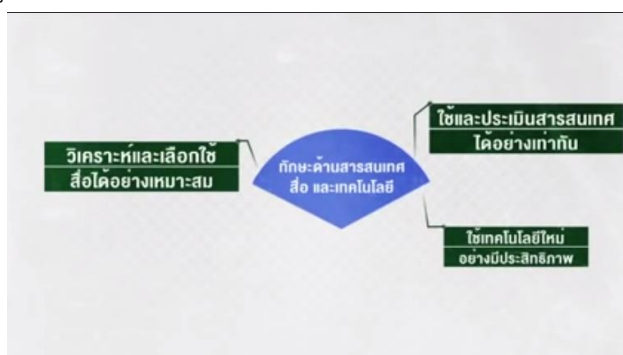 ทักษะด้านสารสนเทศ
สื่อ และเทคโนโลยี
วิเคราะห์และเลือกใช้
สื่อได้อย่างเหมาะสม
ใช้และประเมินสารสนเทศ
ได้อย่างเท่าทัน
ใช้เทคโนโลยีใหม่
อย่างมีประสิทธิภาพ